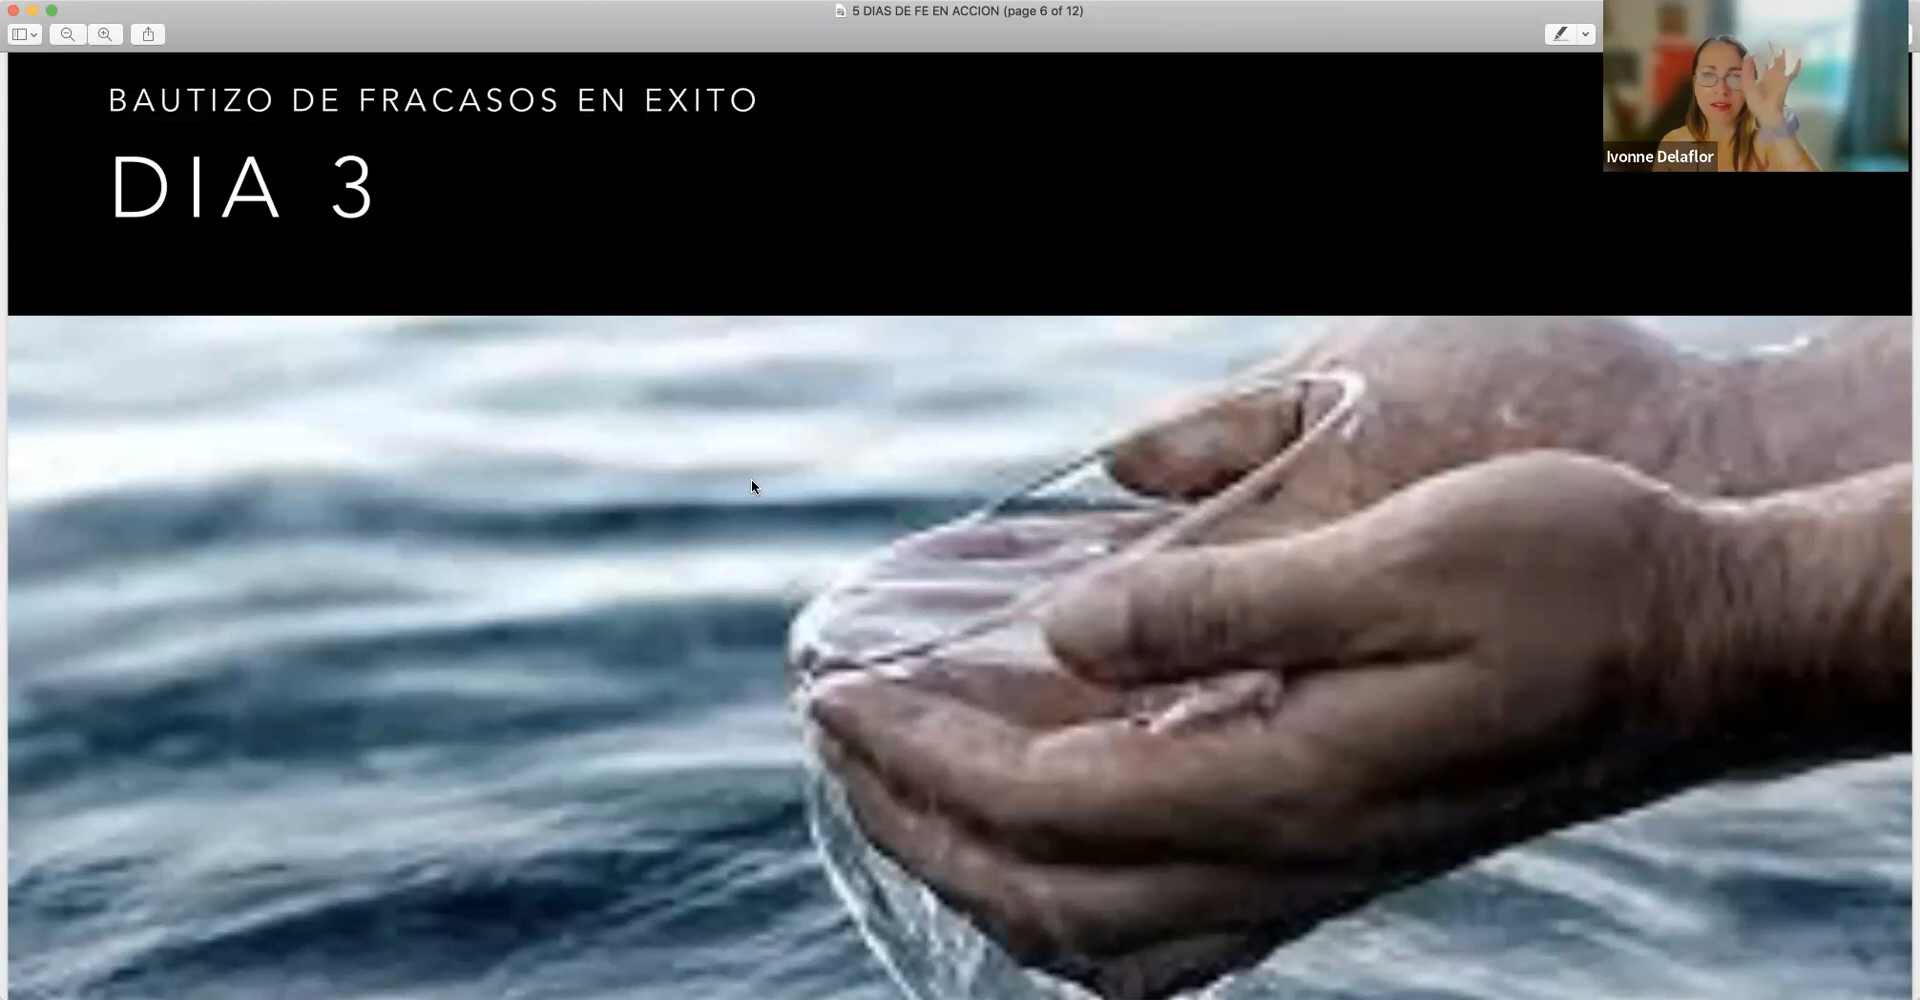 5 DIAS DE FE EN ACCION (page 6 of 12)
BAUTIZO DE FRACASOS EN EXITO
DIA 3
Ivonne Delaflor